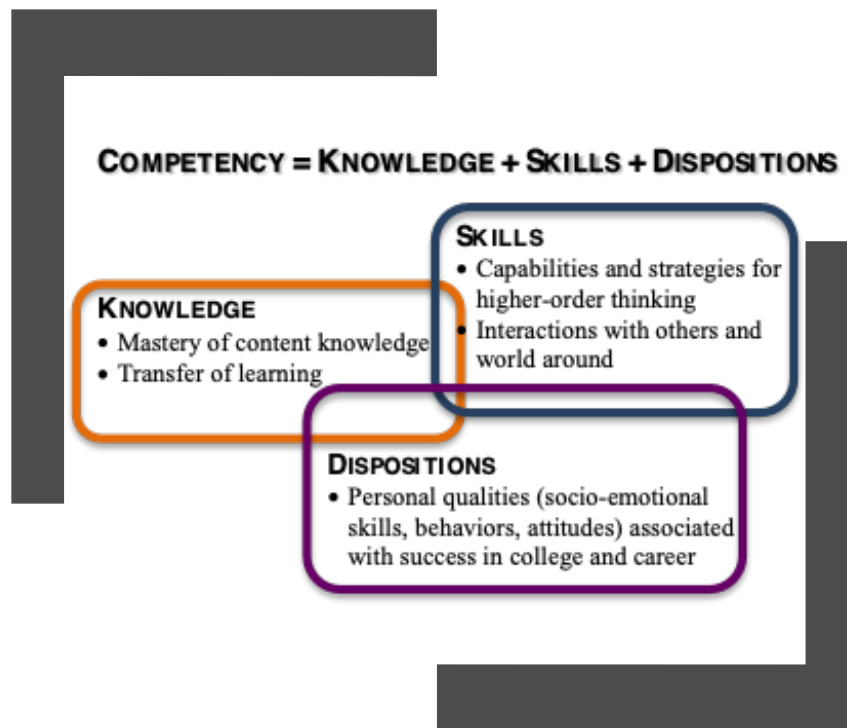 COMPETENCY = KNOWLEDGE + SKILLS + DISPOSITIONS
SKILLS
• Capabilities and strategies for
higher-order thinking
• Interactions with others and
world around
KNOWLEDGE
• Mastery of content knowledge
• Transfer of learning
DISPOSITIONS
• Personal qualities (socio-emotional
skills, behaviors, attitudes) associated
with success in college and career